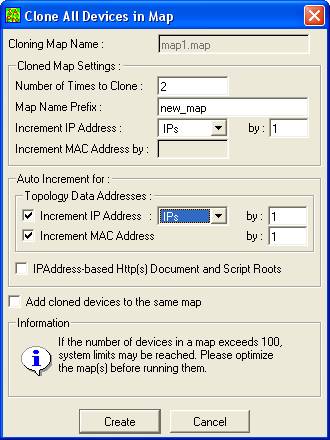 Clone All Devices in Map
Cloning Map Name : map1.map
Cloned Map Settings :
Number of Times to Clone : 2
Map Name Prefix : new_map
Increment IP Address : IPs by : 1
Increment MAC Address by :
Auto Increment for :
Topology Data Addresses :
Increment IP Address : IPs by : 1
Increment MAC Address by : 1
IPAddress-based Http(s) Document and Script Roots
Add cloned devices to the same map
Information
If the number of devices in a map exceeds 100,
system limits may be reached. Please optimize
the map(s) before running them.
Create Cancel